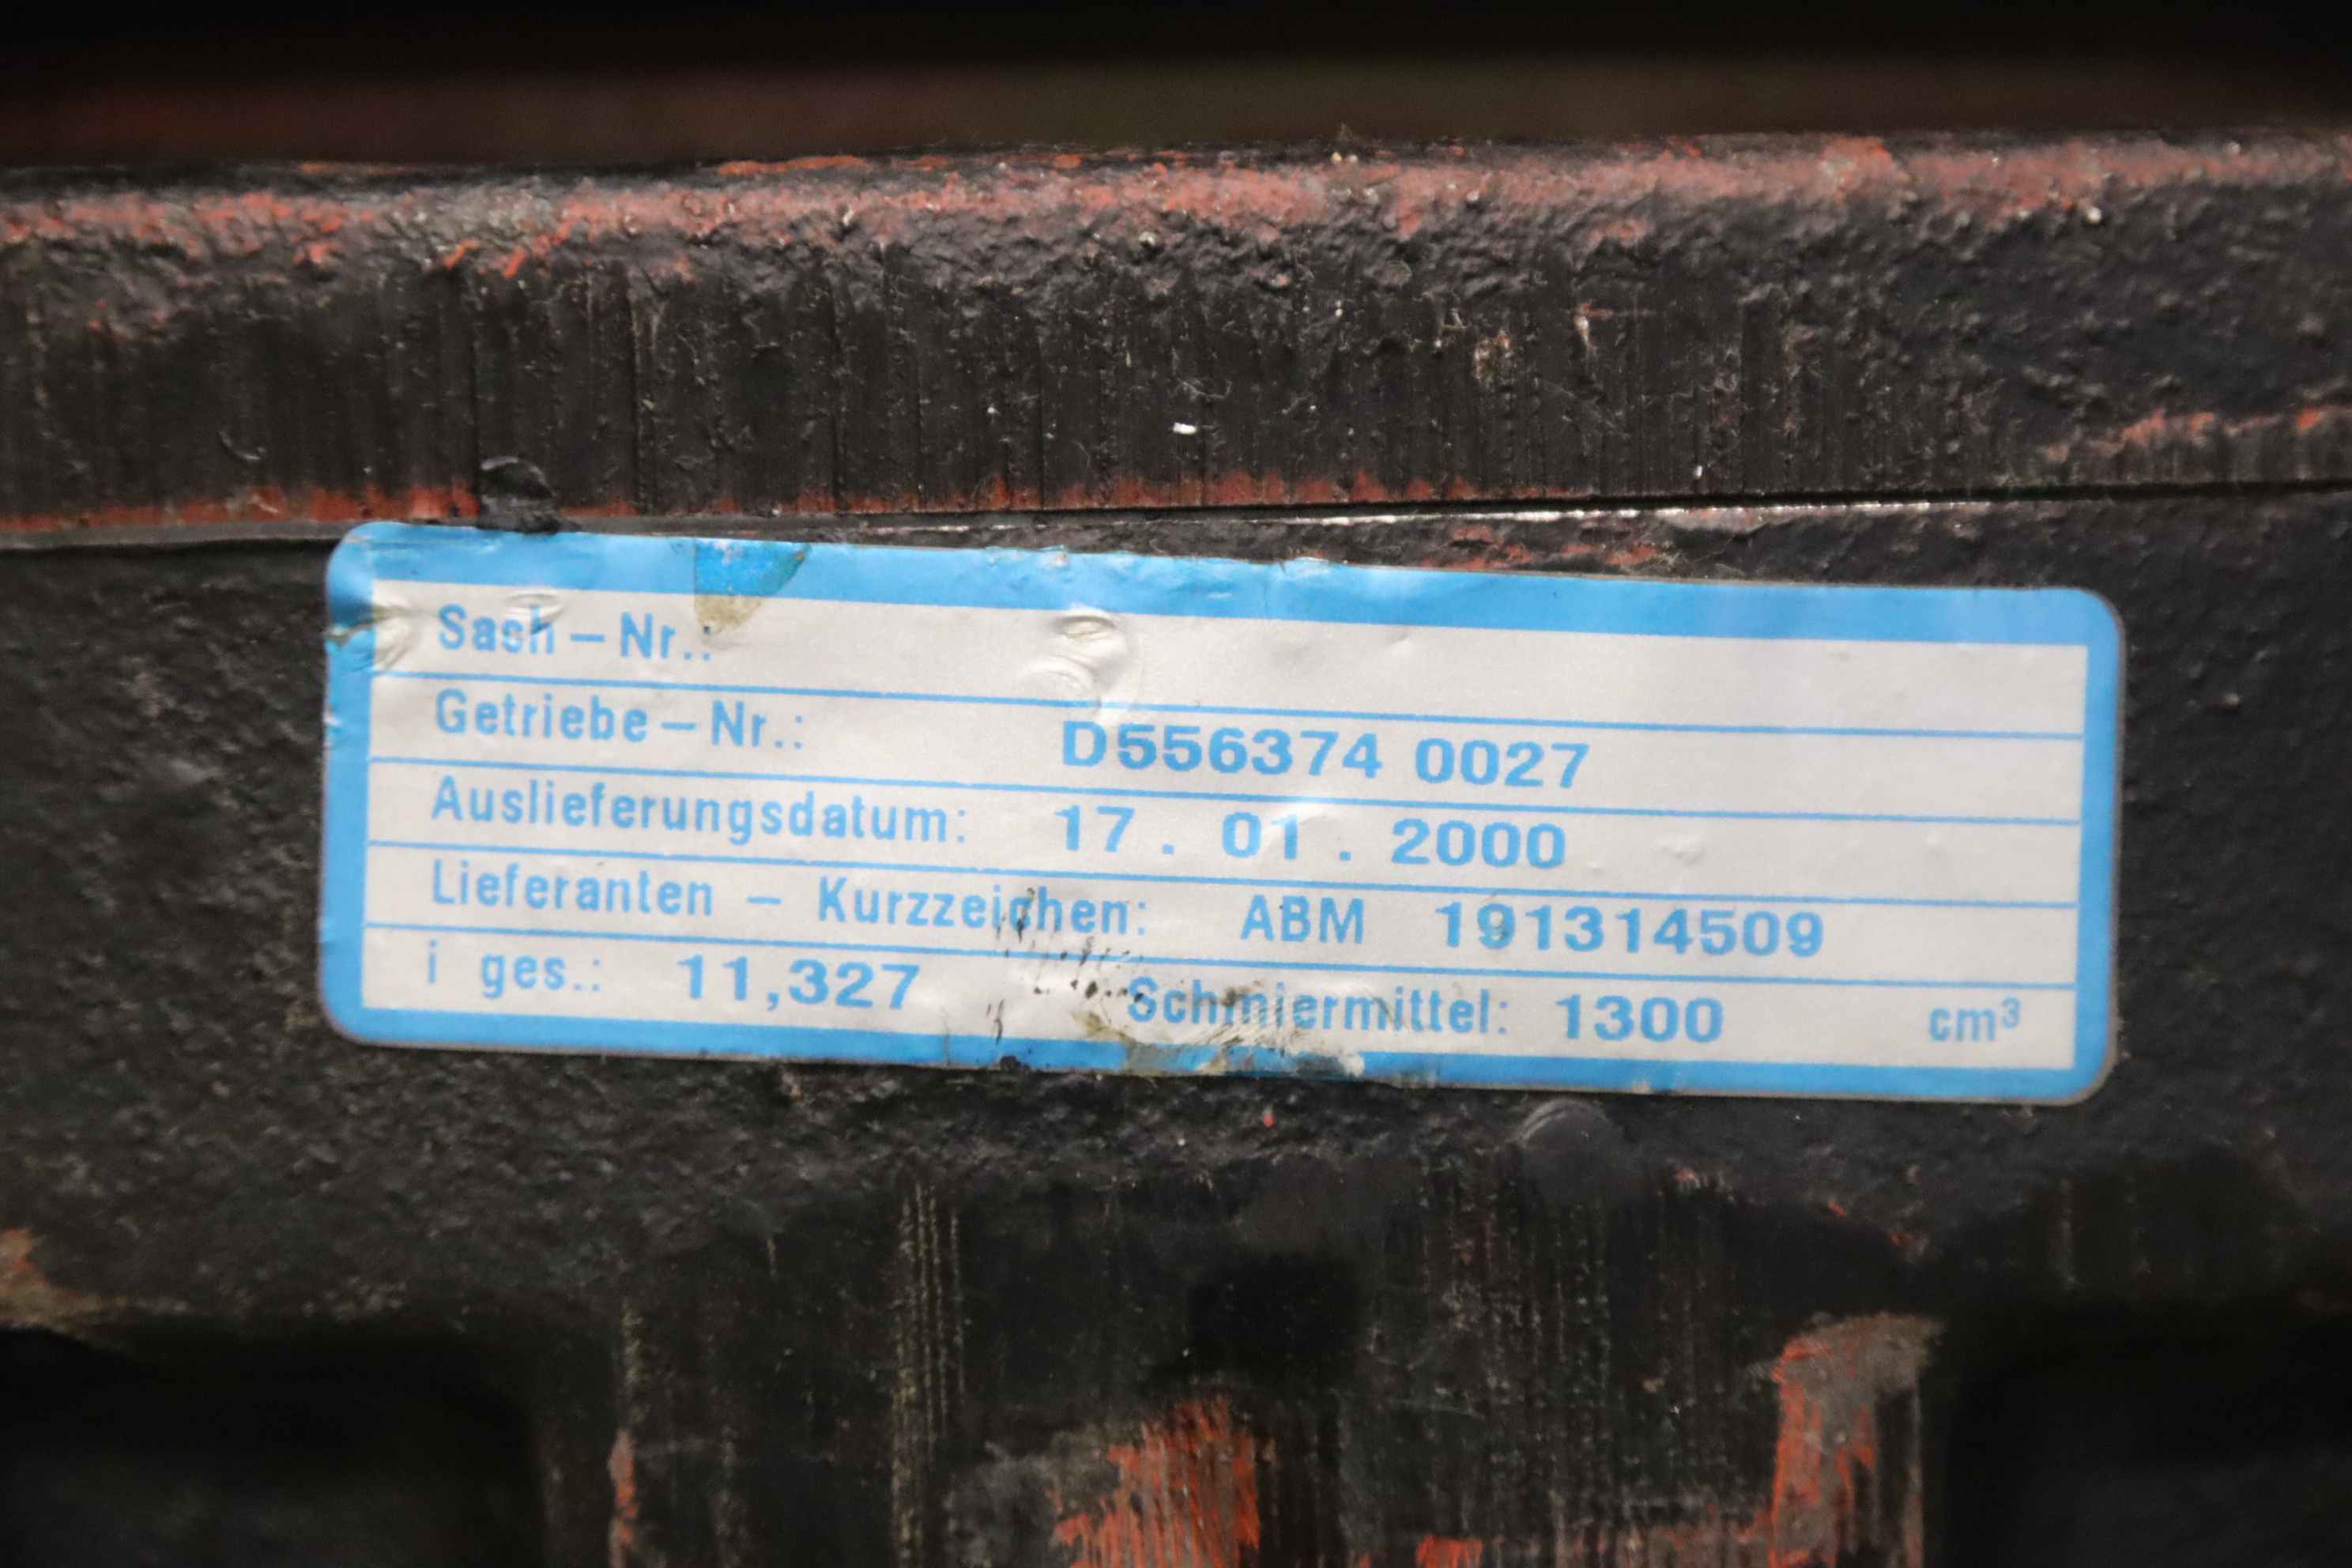 Sach – Nr.:
Getriebe – Nr.: D556374 0027
Auslieferungsdatum: 17 . 01 . 2000
Lieferanten – Kurzzeichen: ABM 191314509
i ges.: 11,327 Schmiermittel: 1300 cm³